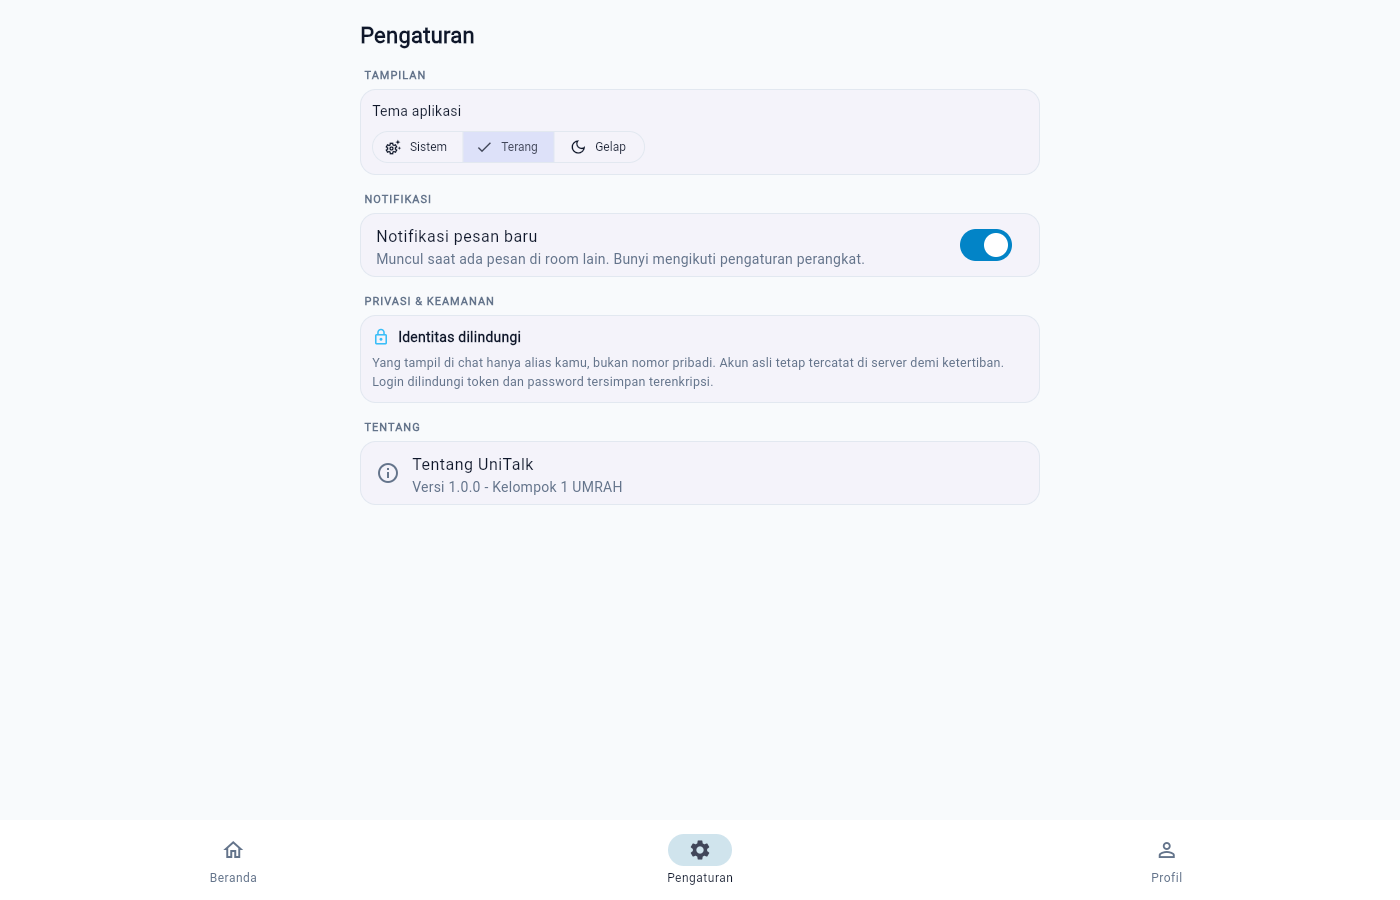 Pengaturan
TAMPILAN
Tema aplikasi
Sistem
Terang
Gelap
NOTIFIKASI
Notifikasi pesan baru
Muncul saat ada pesan di room lain. Bunyi mengikuti pengaturan perangkat.
PRIVASI & KEAMANAN
Identitas dilindungi
Yang tampil di chat hanya alias kamu, bukan nomor pribadi. Akun asli tetap tercatat di server demi ketertiban.
Login dilindungi token dan password tersimpan terenkripsi.
TENTANG
Tentang UniTalk
Versi 1.0.0 - Kelompok 1 UMRAH
Beranda
Pengaturan
Profil